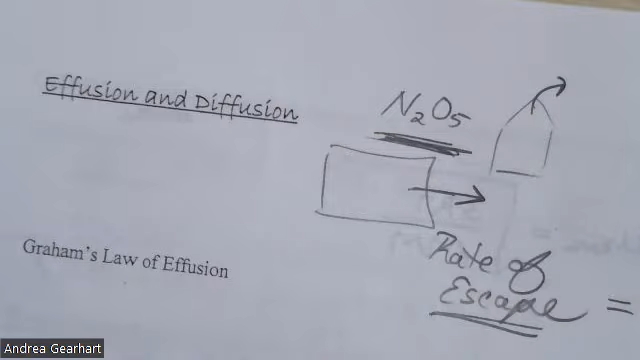 Effusion and Diffusion
N₂O₅
Graham's Law of Effusion
Rate of
Escape =
Andrea Gearhart